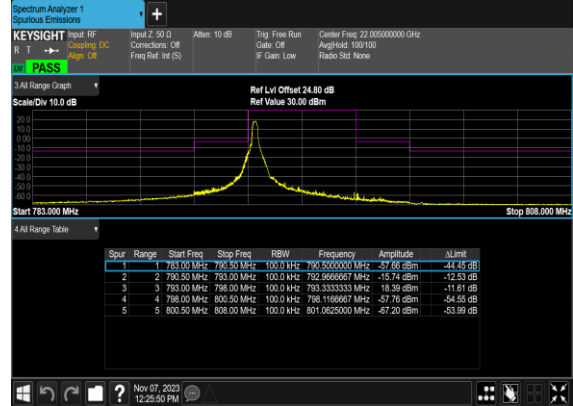 Spectrum Analyzer 1
Spurious Emissions
+
KEYSIGHT Input: RF Input Z: 50 Ω Atten: 10 dB Trig: Free Run Center Freq: 22.005000000 GHz
R T Coupling: DC Corrections: Off Gate: Off Avg|Hold: 100/100
Align: Off Freq Ref: Int (S) IF Gain: Low Radio Std: None
PASS
3 All Range Graph
Ref Lvl Offset 24.80 dB
Scale/Div 10.0 dB Ref Value 30.00 dBm
20.0
10.0
0.00
-10.0
-20.0
-30.0
-40.0
-50.0
-60.0
Start 783.000 MHz Stop 808.000 MHz
4 All Range Table
Spur Range Start Freq Stop Freq RBW Frequency Amplitude ΔLimit
1 1 783.00 MHz 790.50 MHz 100.0 kHz 790.5000000 MHz -57.66 dBm -44.45 dB
2 2 790.50 MHz 793.00 MHz 100.0 kHz 792.9666667 MHz -15.74 dBm -12.53 dB
3 3 793.00 MHz 798.00 MHz 100.0 kHz 793.3333333 MHz 18.39 dBm -11.61 dB
4 4 798.00 MHz 800.50 MHz 100.0 kHz 798.1166667 MHz -57.76 dBm -54.55 dB
5 5 800.50 MHz 808.00 MHz 100.0 kHz 801.0625000 MHz -67.20 dBm -53.99 dB
? Nov 07, 2023
12:25:50 PM